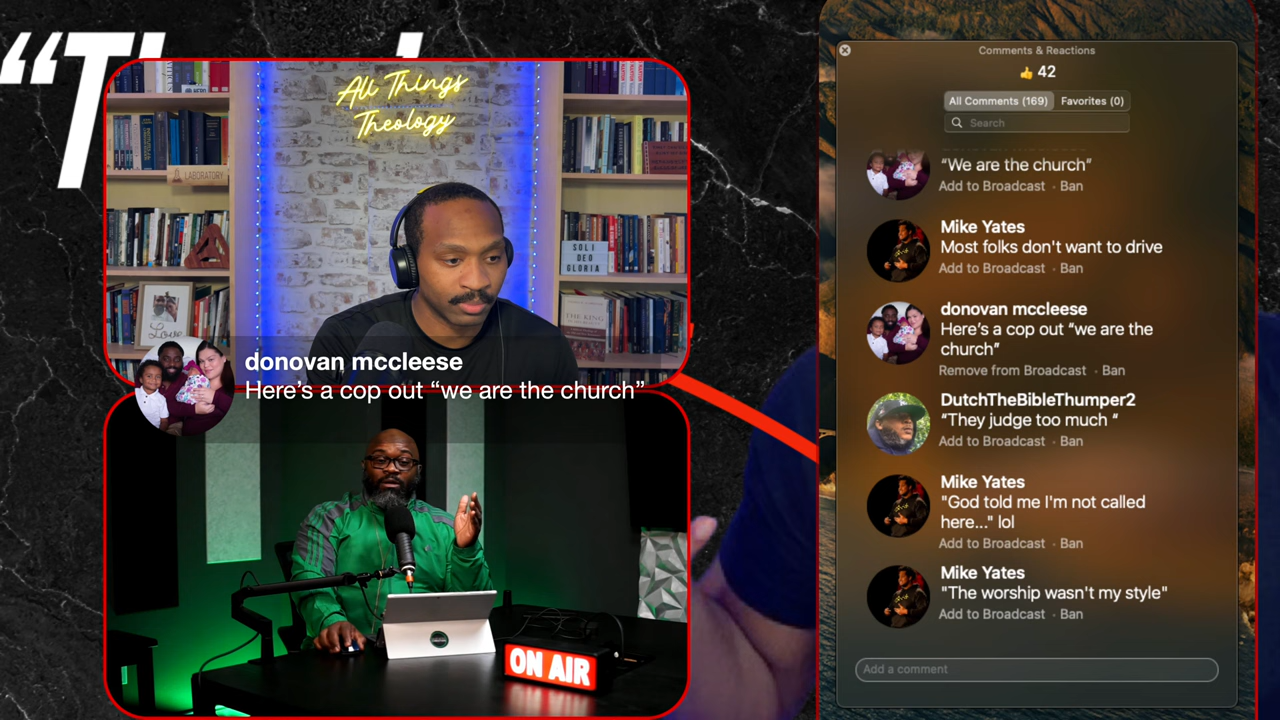 All Things
Theology
LABORATORY
SOLI
DEO
GLORIA
THE KING
Love
donovan mccleese
Here’s a cop out “we are the church”
ON AIR
Comments & Reactions
👍 42
All Comments (169) Favorites (0)
Search
“We are the church”
Add to Broadcast · Ban
Mike Yates
Most folks don't want to drive
Add to Broadcast · Ban
donovan mccleese
Here’s a cop out “we are the
church”
Remove from Broadcast · Ban
DutchTheBibleThumper2
“They judge too much “
Add to Broadcast · Ban
Mike Yates
"God told me I'm not called
here..." lol
Add to Broadcast · Ban
Mike Yates
"The worship wasn't my style"
Add to Broadcast · Ban
Add a comment